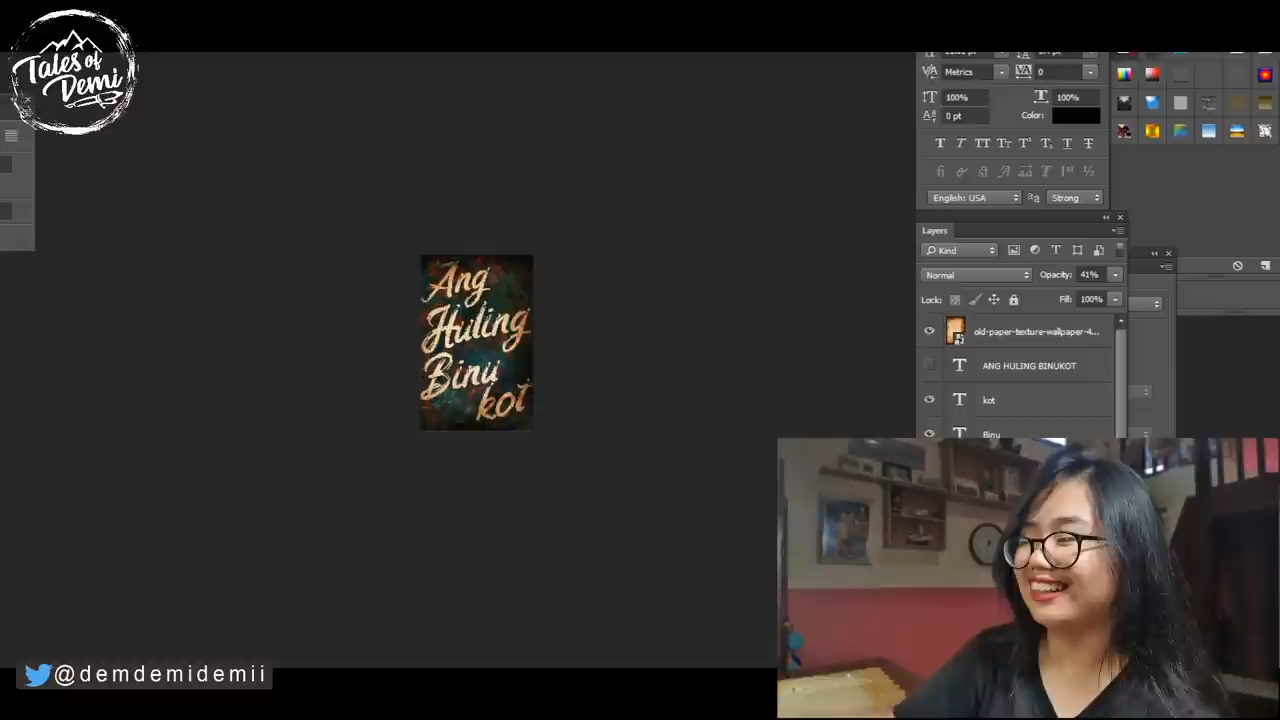 Tales of
Demi
Metrics
0
100%
100%
0 pt
Color:
English: USA
Strong
Layers
Kind
Normal
Opacity: 41%
Lock:
Fill: 100%
old-paper-texture-wallpaper-4...
ANG HULING BINUKOT
kot
Binu
Ang
Huling
Binu
kot
@demdemidemii